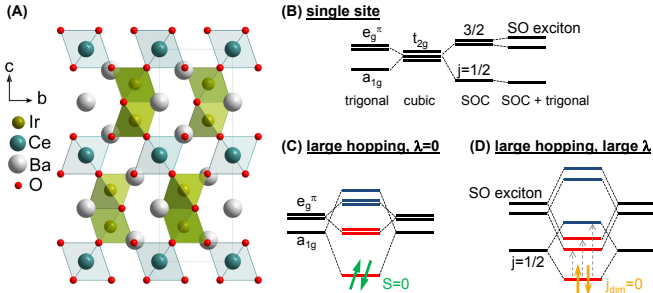 (A)
c
b
Ir
Ce
Ba
O
(B) single site
e_g^π
a_1g
t_2g
3/2
j=1/2
SO exciton
trigonal cubic SOC SOC + trigonal
(C) large hopping, λ=0
e_g^π
a_1g
S=0
(D) large hopping, large λ
SO exciton
j=1/2
j_dim=0